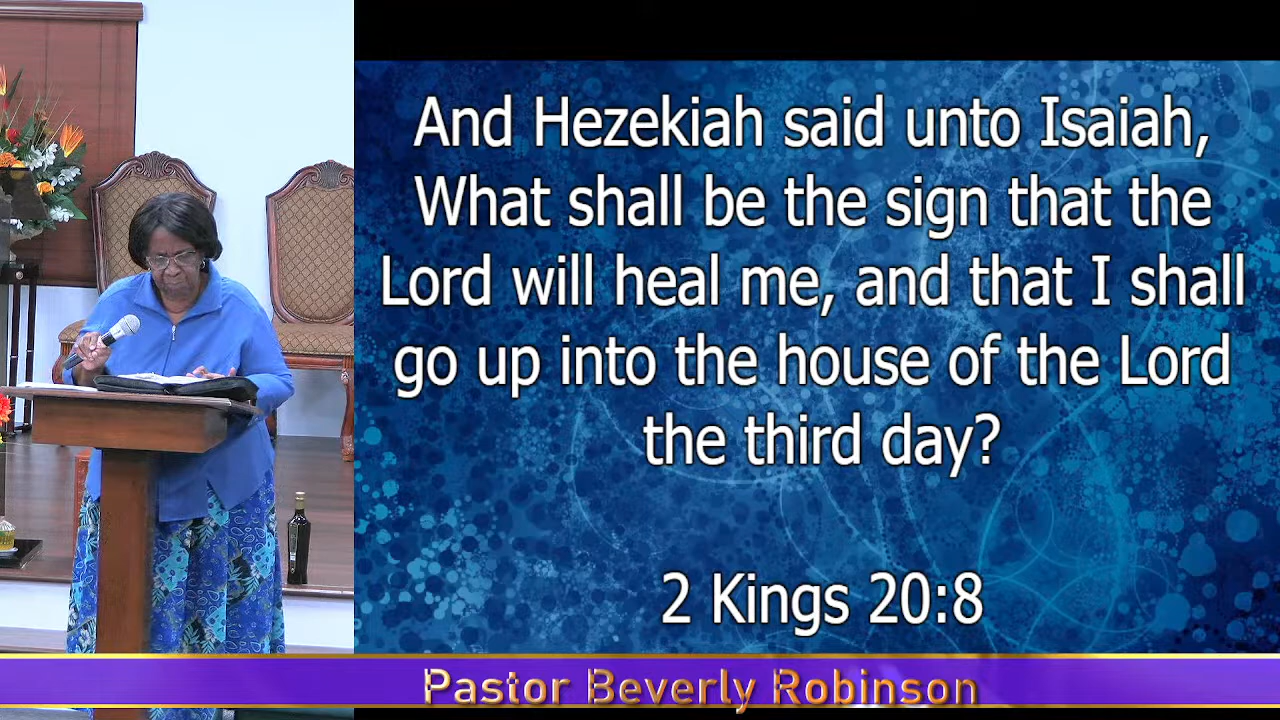 And Hezekiah said unto Isaiah,
What shall be the sign that the
Lord will heal me, and that I shall
go up into the house of the Lord
the third day?
2 Kings 20:8
Pastor Beverly Robinson